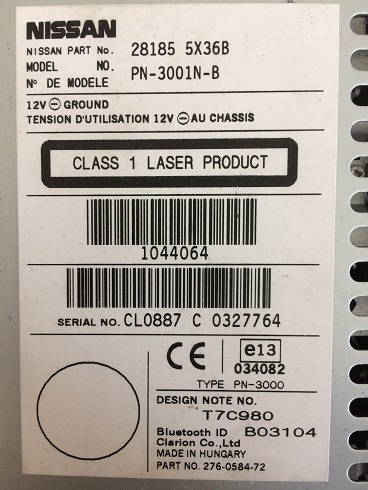 NISSAN
NISSAN PART No. 28185 5X36B
MODEL NO. PN-3001N-B
N° DE MODELE
12V ⊖ GROUND
TENSION D'UTILISATION 12V ⊖ AU CHASSIS
CLASS 1 LASER PRODUCT
1044064
SERIAL NO. CL0887 C 0327764
CE e13
034082
TYPE PN-3000
DESIGN NOTE NO.
T7C980
Bluetooth ID B03104
Clarion Co.,Ltd
MADE IN HUNGARY
PART NO. 276-0584-72